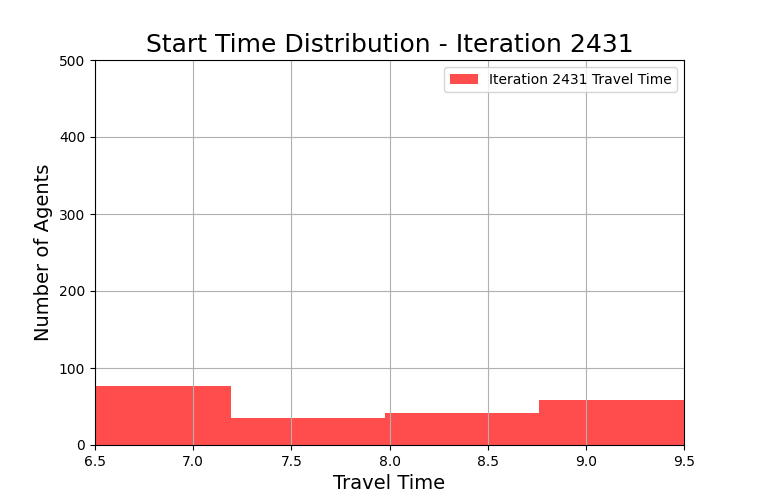 Start Time Distribution - Iteration 2431
Iteration 2431 Travel Time
Number of Agents
500
400
300
200
100
0
6.5 7.0 7.5 8.0 8.5 9.0 9.5
Travel Time